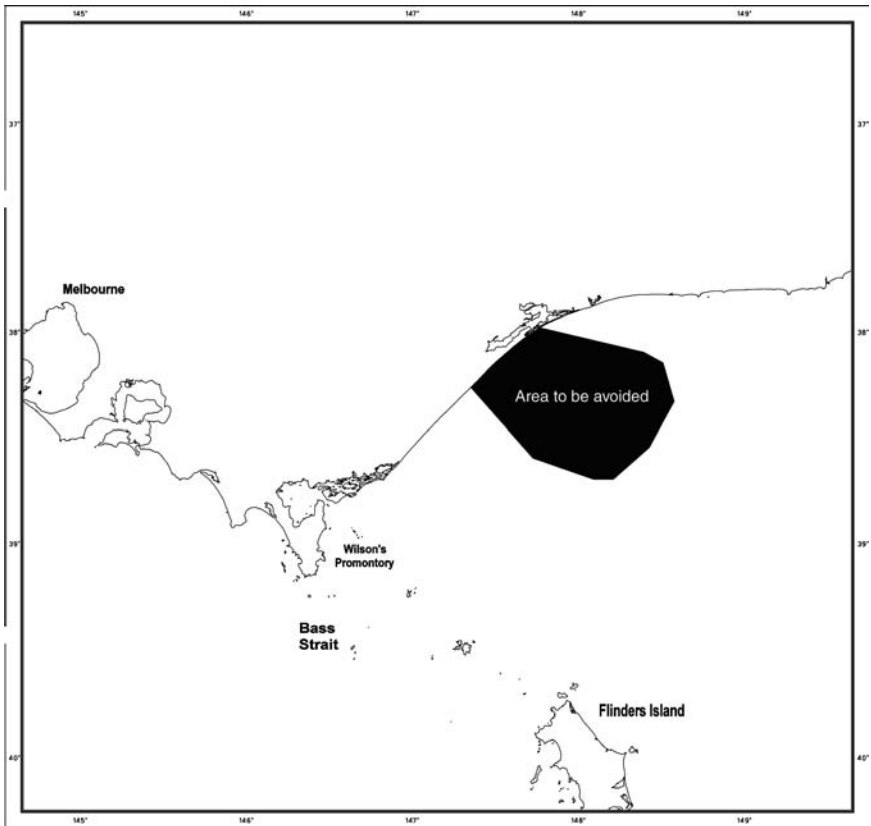 145° 146° 147° 148° 149°
37° 37°
Melbourne
38° 38°
Area to be avoided
39° 39°
Wilson's
Promontory
Bass
Strait
Flinders Island
40° 40°
145° 146° 147° 148° 149°